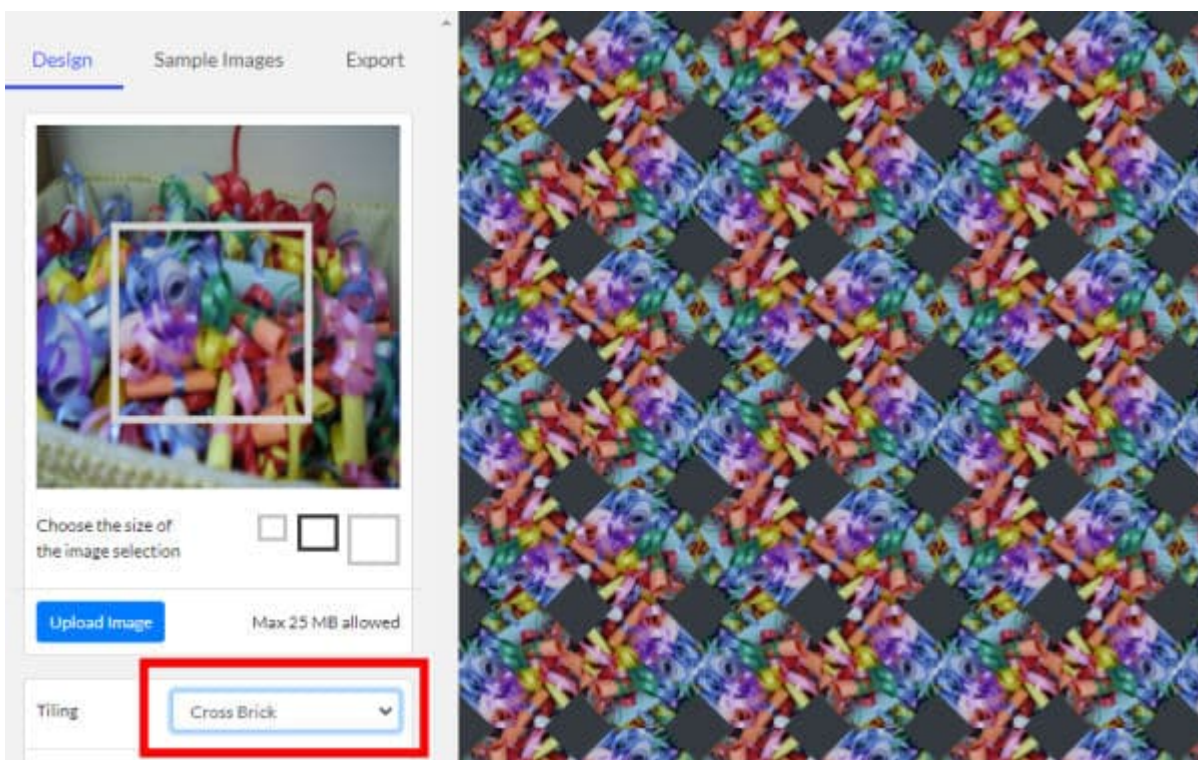 Design Sample Images Export
Choose the size of
the image selection
Upload Image Max 25 MB allowed
Tiling Cross Brick